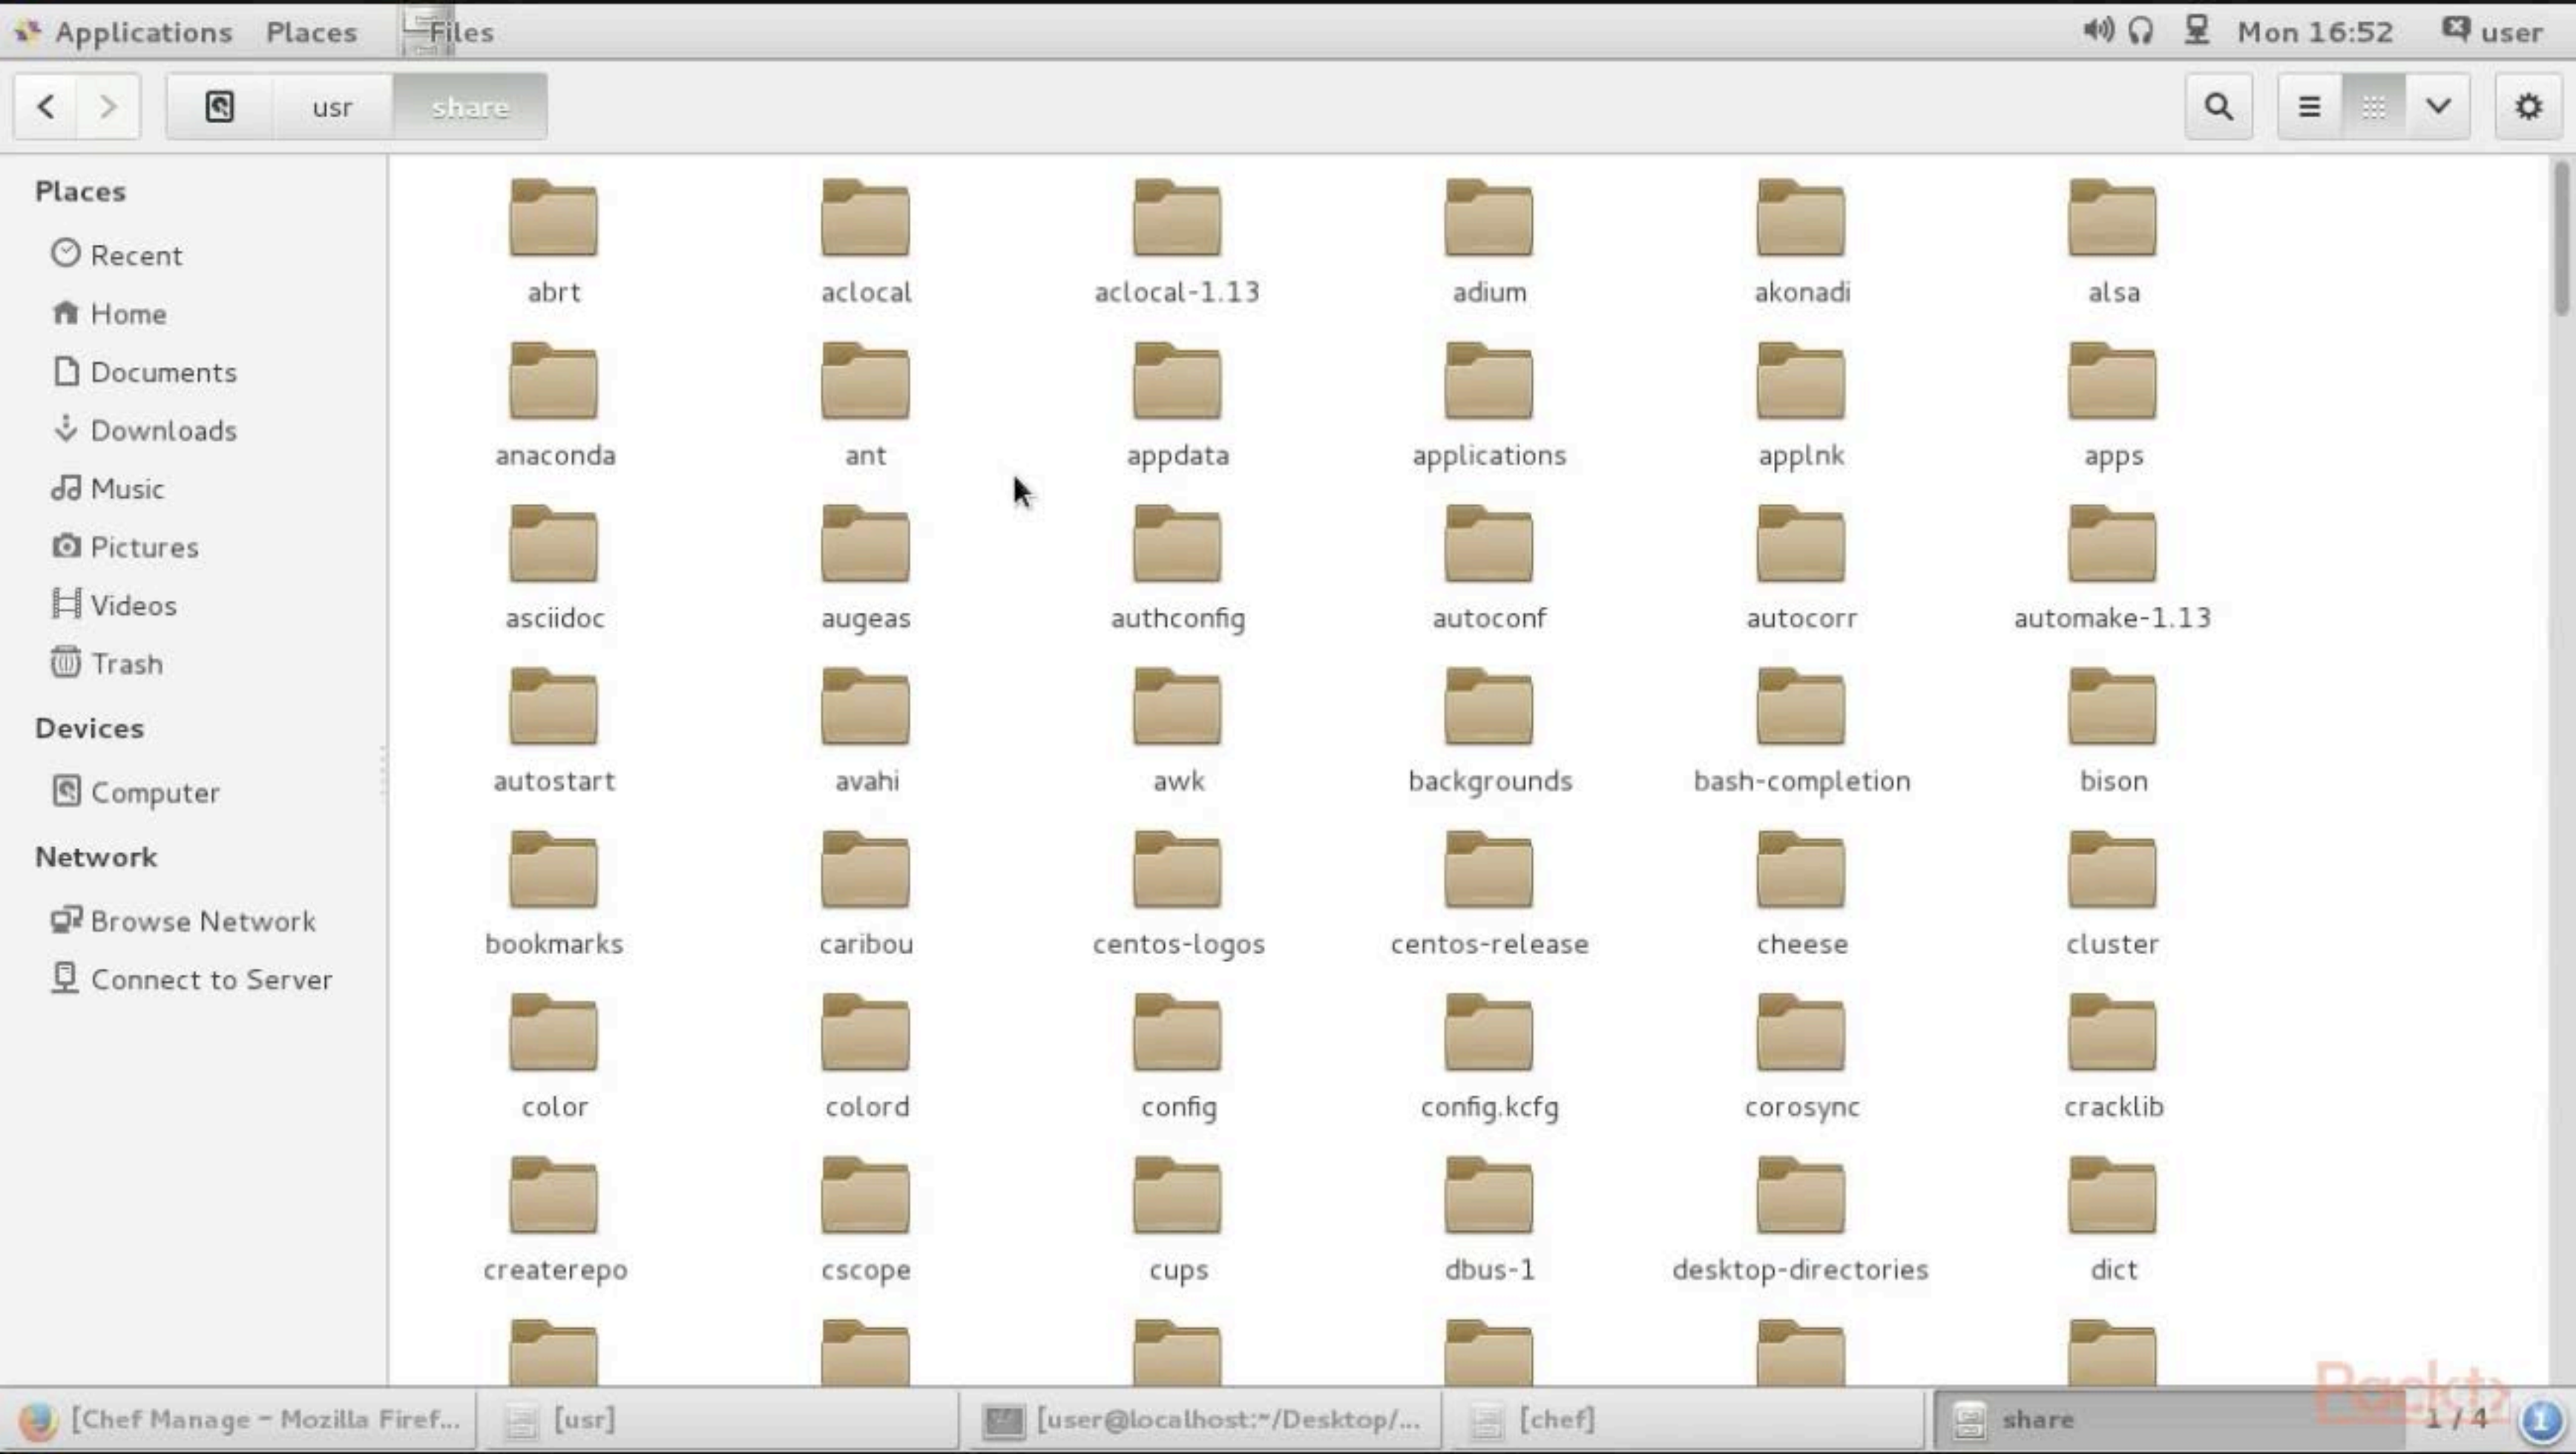 Applications Places Files Mon 16:52 user
usr share
Places
Recent
Home
Documents
Downloads
Music
Pictures
Videos
Trash
Devices
Computer
Network
Browse Network
Connect to Server
abrt aclocal aclocal-1.13 adium akonadi alsa
anaconda ant appdata applications applnk apps
asciidoc augeas authconfig autoconf autocorr automake-1.13
autostart avahi awk backgrounds bash-completion bison
bookmarks caribou centos-logos centos-release cheese cluster
color colord config config.kcfg corosync cracklib
createrepo cscope cups dbus-1 desktop-directories dict
Packt>
[Chef Manage - Mozilla Firef... [usr] [user@localhost:~/Desktop/... [chef] share 1 / 4 1